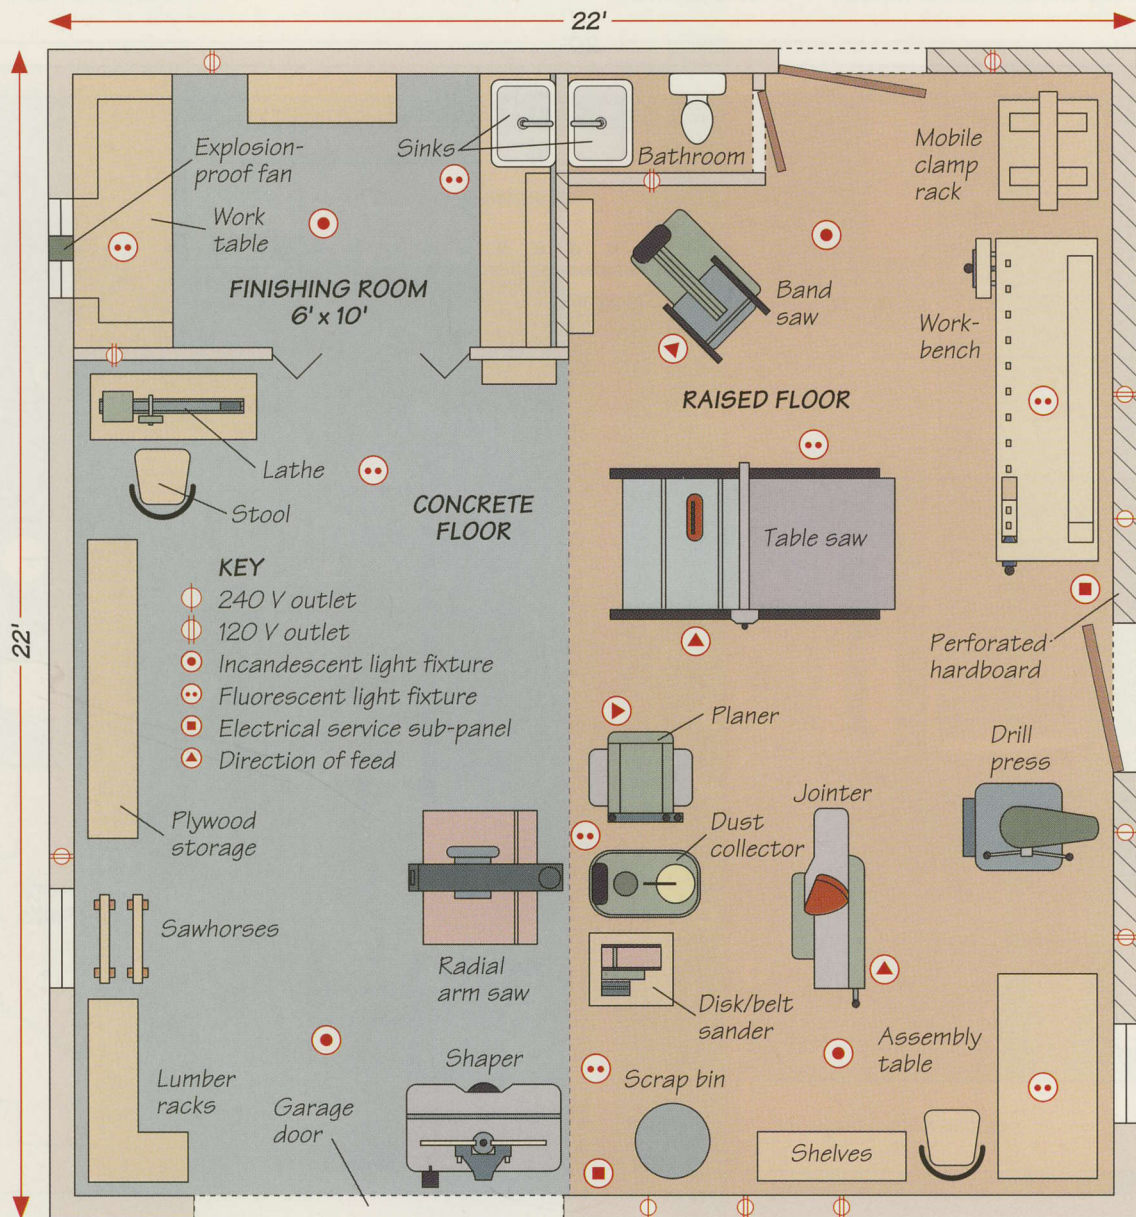 22'
Explosion-
proof fan
Sinks
Bathroom
Mobile
clamp
rack
Work
table
FINISHING ROOM
6' x 10'
Band
saw
Work-
bench
RAISED FLOOR
Lathe
Stool
CONCRETE
FLOOR
Table saw
KEY
240 V outlet
120 V outlet
Incandescent light fixture
Fluorescent light fixture
Electrical service sub-panel
Direction of feed
22'
Perforated
hardboard
Planer
Drill
press
Jointer
Plywood
storage
Dust
collector
Sawhorses
Radial
arm saw
Disk/belt
sander
Assembly
table
Shaper
Scrap bin
Lumber
racks
Garage
door
Shelves